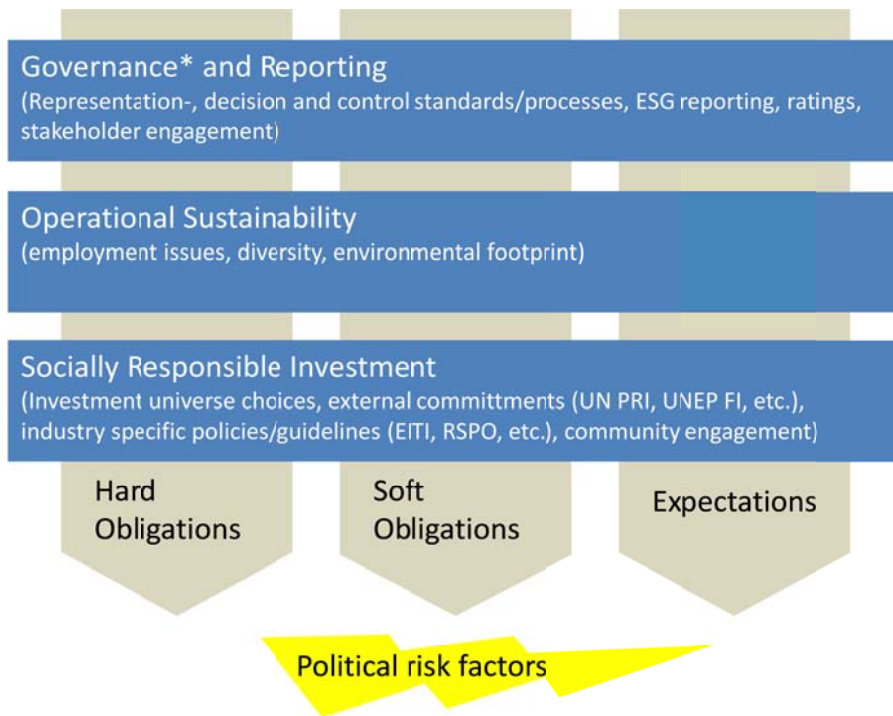 Governance* and Reporting
(Representation-, decision and control standards/processes, ESG reporting, ratings,
stakeholder engagement)
Operational Sustainability
(employment issues, diversity, environmental footprint)
Socially Responsible Investment
(Investment universe choices, external committments (UN PRI, UNEP FI, etc.),
industry specific policies/guidelines (EITI, RSPO, etc.), community engagement)
Hard
Obligations
Soft
Obligations
Expectations
Political risk factors